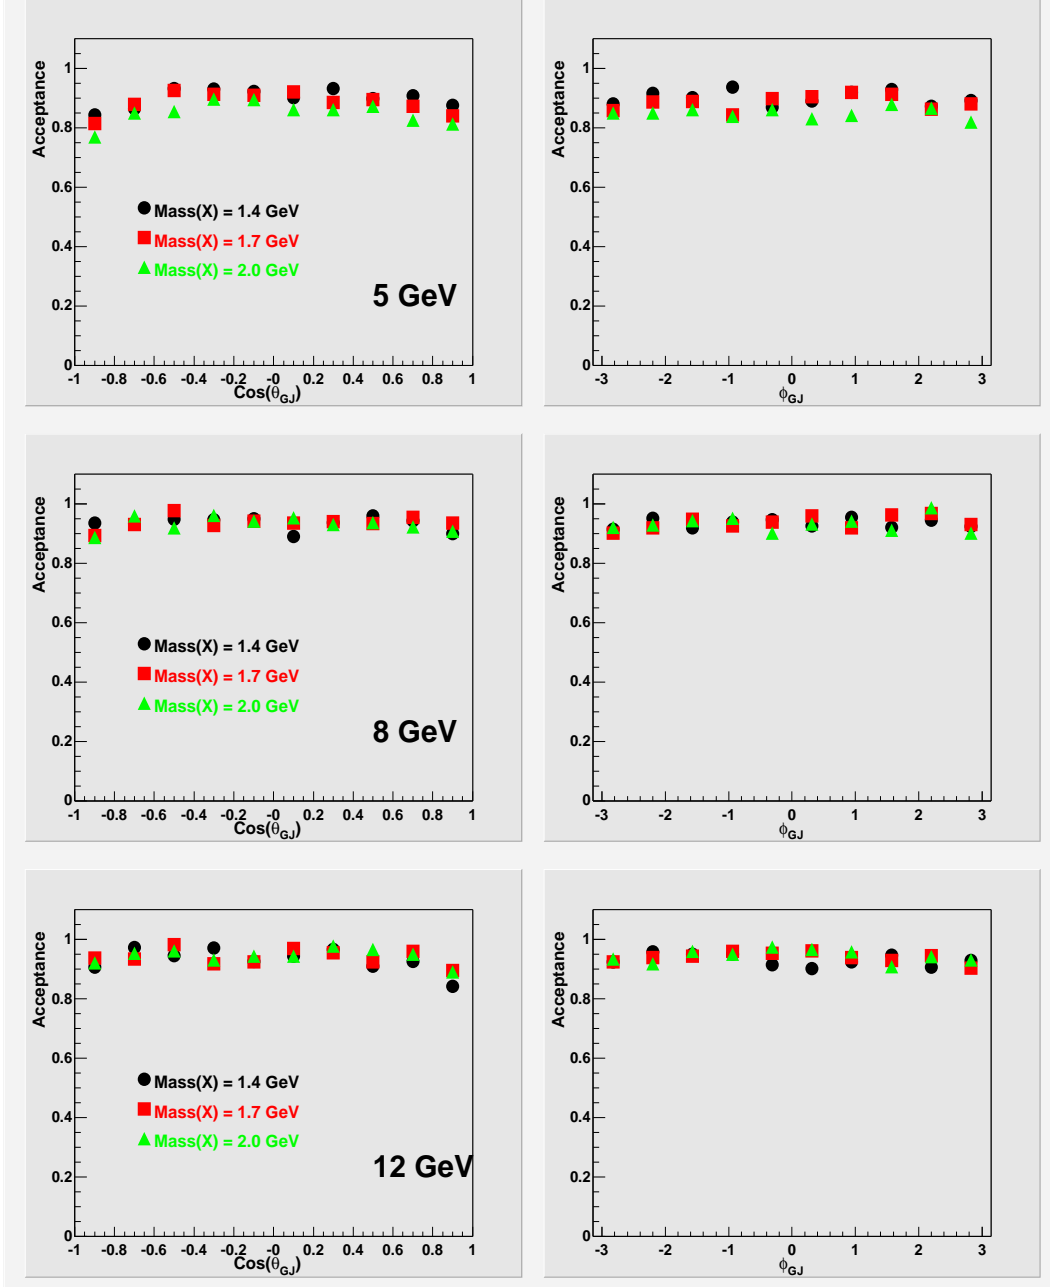 Acceptance
1
0.8
0.6
0.4
0.2
0
Mass(X) = 1.4 GeV
Mass(X) = 1.7 GeV
Mass(X) = 2.0 GeV
5 GeV
-1 -0.8 -0.6 -0.4 -0.2 -0 0.2 0.4 0.6 0.8 1
Cos(θGJ)
Acceptance
1
0.8
0.6
0.4
0.2
0
-3 -2 -1 0 1 2 3
ϕGJ
Acceptance
1
0.8
0.6
0.4
0.2
0
Mass(X) = 1.4 GeV
Mass(X) = 1.7 GeV
Mass(X) = 2.0 GeV
8 GeV
-1 -0.8 -0.6 -0.4 -0.2 -0 0.2 0.4 0.6 0.8 1
Cos(θGJ)
Acceptance
1
0.8
0.6
0.4
0.2
0
-3 -2 -1 0 1 2 3
ϕGJ
Acceptance
1
0.8
0.6
0.4
0.2
0
Mass(X) = 1.4 GeV
Mass(X) = 1.7 GeV
Mass(X) = 2.0 GeV
12 GeV
-1 -0.8 -0.6 -0.4 -0.2 -0 0.2 0.4 0.6 0.8 1
Cos(θGJ)
Acceptance
1
0.8
0.6
0.4
0.2
0
-3 -2 -1 0 1 2 3
ϕGJ